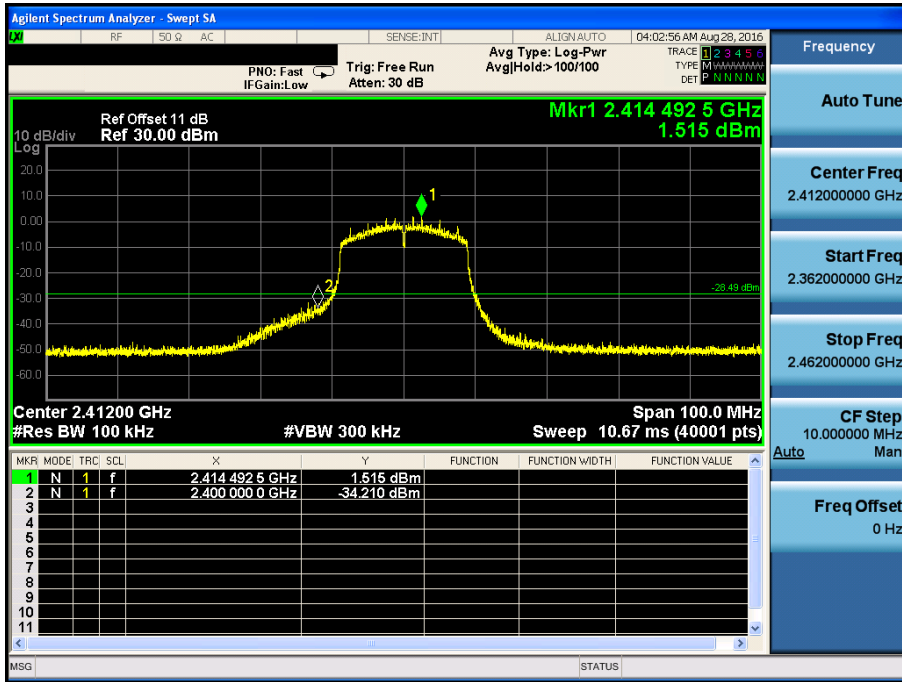 Agilent Spectrum Analyzer - Swept SA
LXI RF 50 Ω AC SENSE:INT ALIGN AUTO 04:02:56 AM Aug 28, 2016
PNO: Fast
IFGain:Low
Trig: Free Run
Atten: 30 dB
Avg Type: Log-Pwr
Avg|Hold:> 100/100
TRACE 1 2 3 4 5 6
TYPE M
DET P N N N N N
Ref Offset 11 dB
10 dB/div Ref 30.00 dBm
Log
Mkr1 2.414 492 5 GHz
1.515 dBm
20.0
10.0
0.00
-10.0
-20.0
-30.0
-40.0
-50.0
-60.0
1
2
-28.49 dBm
Center 2.41200 GHz Span 100.0 MHz
#Res BW 100 kHz #VBW 300 kHz Sweep 10.67 ms (40001 pts)
MKR MODE TRC SCL X Y FUNCTION FUNCTION WIDTH FUNCTION VALUE
1 N 1 f 2.414 492 5 GHz 1.515 dBm
2 N 1 f 2.400 000 0 GHz -34.210 dBm
3
4
5
6
7
8
9
10
11
MSG STATUS
Frequency
Auto Tune
Center Freq
2.412000000 GHz
Start Freq
2.362000000 GHz
Stop Freq
2.462000000 GHz
CF Step
10.000000 MHz
Auto Man
Freq Offset
0 Hz